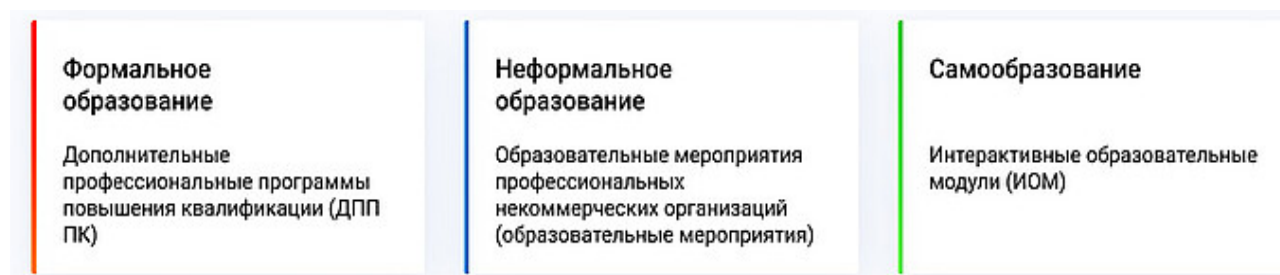 Формальное
образование
Дополнительные
профессиональные программы
повышения квалификации (ДПП
ПК)
Неформальное
образование
Образовательные мероприятия
профессиональных
некоммерческих организаций
(образовательные мероприятия)
Самообразование
Интерактивные образовательные
модули (ИОМ)